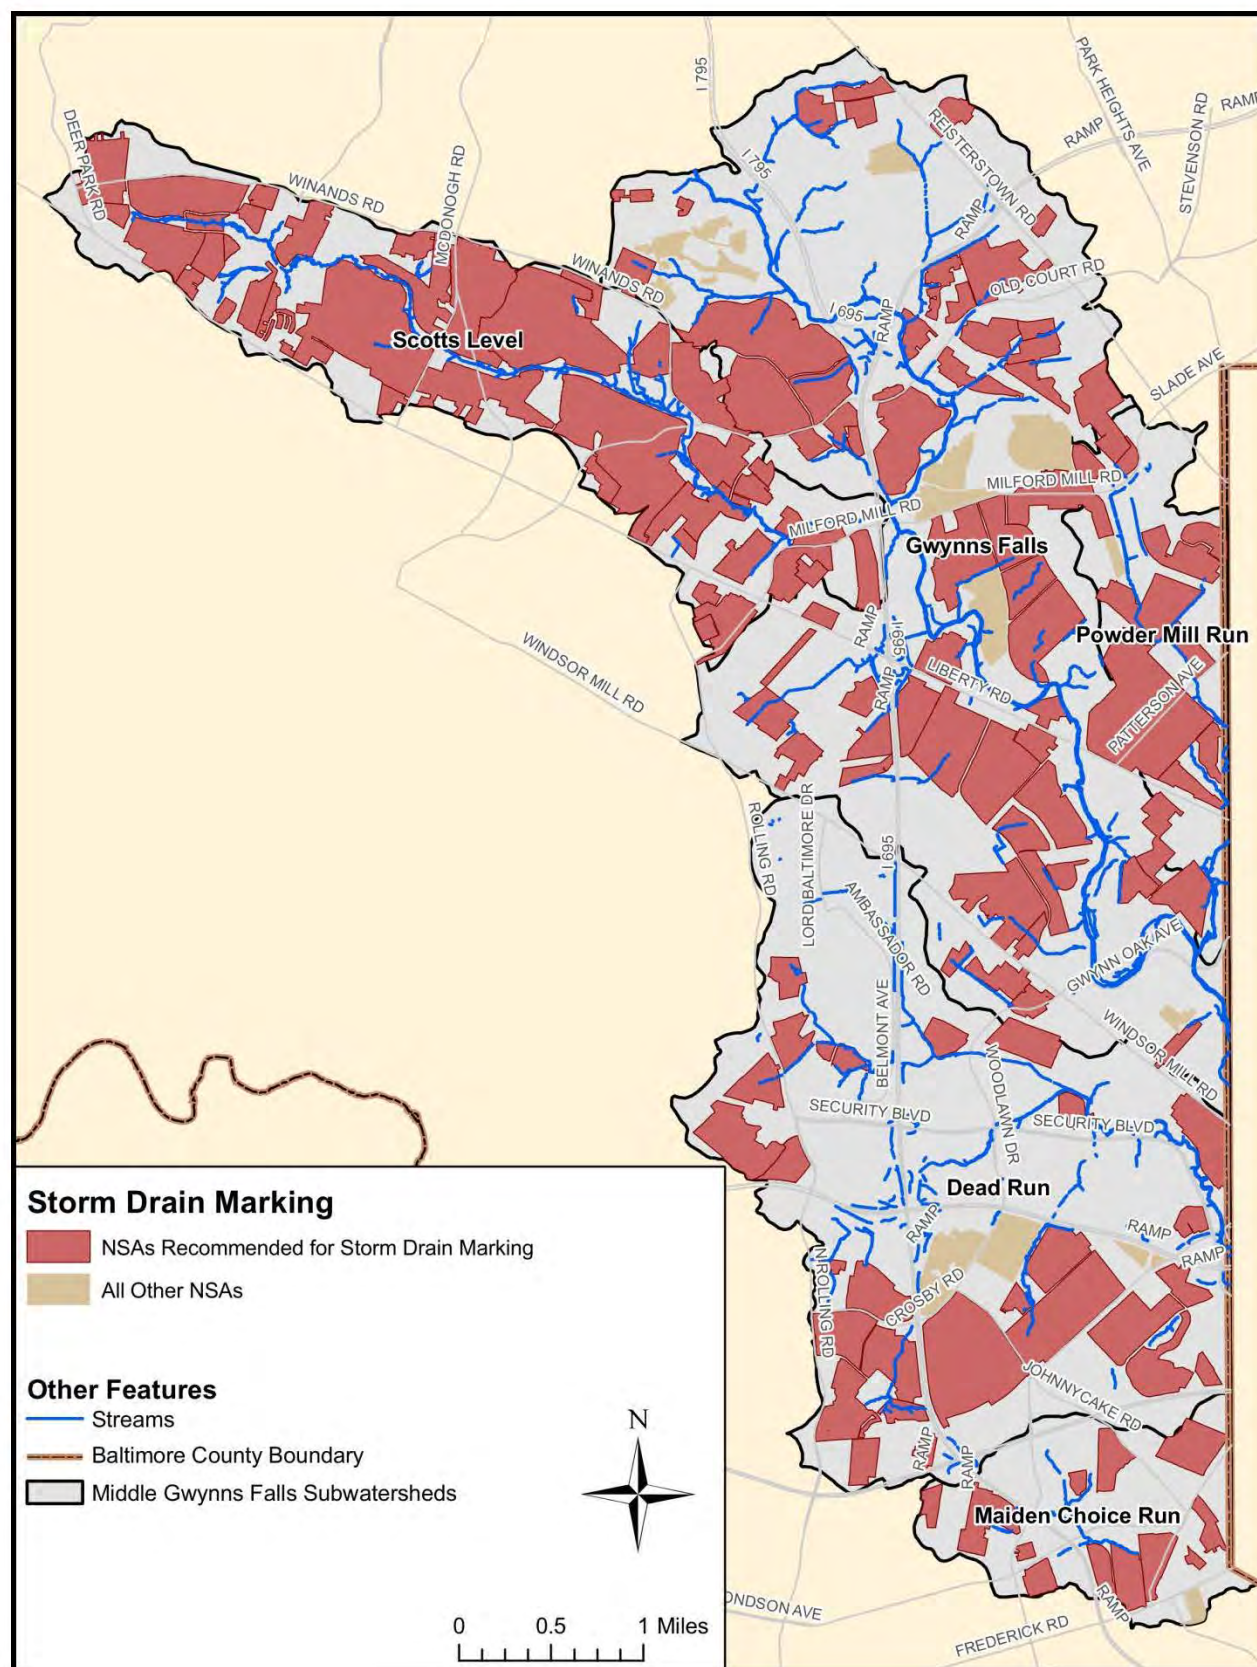 I 795
PARK HEIGHTS AVE
STEVENSON RD
RAMP
RAMP
REISTERSTOWN RD
DEER PARK RD
WINANDS RD
MCDONOGH RD
I 795
RAMP
WINANDS RD
OLD COURT RD
I 695
RAMP
Scotts Level
SLADE AVE
MILFORD MILL RD
MILFORD MILL RD
Gwynns Falls
RAMP
I 695
Powder Mill Run
WINDSOR MILL RD
RAMP
LIBERTY RD
PATTERSON AVE
ROLLING RD
LORD BALTIMORE DR
I 695
AMBASSADOR RD
GWYNN OAK AVE
BELMONT AVE
WINDSOR MILL RD
WOODLAWN DR
SECURITY BLVD
SECURITY BLVD
Dead Run
RAMP
RAMP
RAMP
N ROLLING RD
CROSBY RD
JOHNNYCAKE RD
RAMP
RAMP
Maiden Choice Run
ONDSON AVE
RAMP
FREDERICK RD
Storm Drain Marking
NSAs Recommended for Storm Drain Marking
All Other NSAs
Other Features
Streams
Baltimore County Boundary
Middle Gwynns Falls Subwatersheds
N
0 0.5 1 Miles